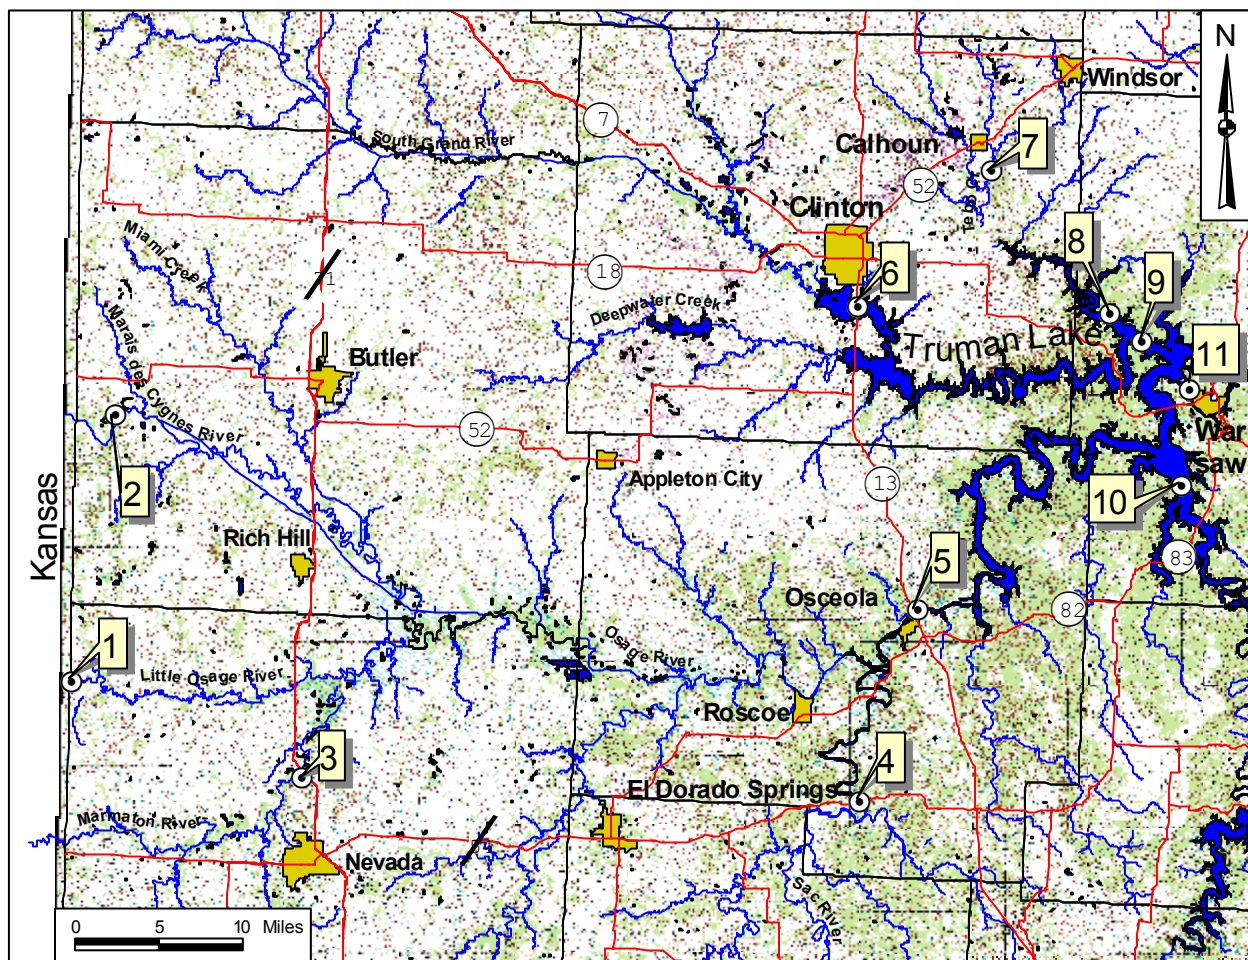 N
Windsor
7
South Grand River
Calhoun
7
52
Tebo Cr
Clinton
Miami Creek
8
9
18
6
71
Deepwater Creek
Marais des Cygnes River
Truman Lake
Butler
11
52
War
saw
2
Appleton City
13
10
Kansas
Rich Hill
83
5
Osceola
82
1
Osage River
Little Osage River
Roscoe
3
4
El Dorado Springs
Marmaton River
Nevada
Sac River
0 5 10 Miles